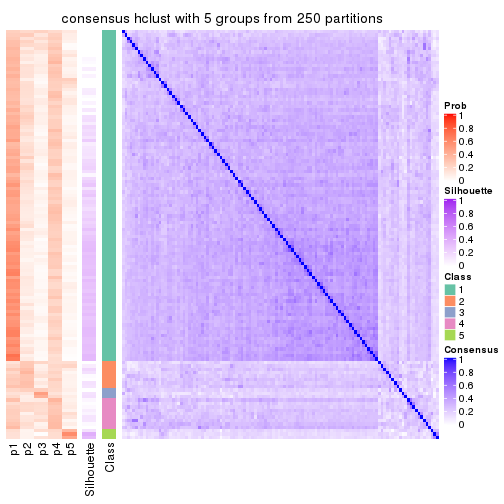 consensus hclust with 5 groups from 250 partitions
Prob
1
0.8
0.6
0.4
0.2
0
Silhouette
1
0.8
0.6
0.4
0.2
0
Class
1
2
3
4
5
Consensus
1
0.8
0.6
0.4
0.2
0
p1
p2
p3
p4
p5
Silhouette
Class